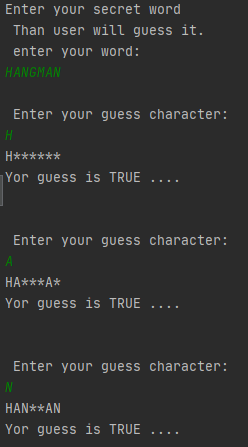 Enter your secret word
Than user will guess it.
enter your word:
HANGMAN
Enter your guess character:
H
H******
Yor guess is TRUE ....
Enter your guess character:
A
HA***A*
Yor guess is TRUE ....
Enter your guess character:
N
HAN**AN
Yor guess is TRUE ....